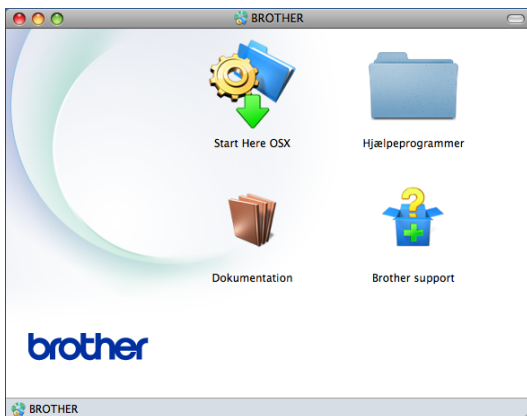 BROTHER
Start Here OSX
Hjælpeprogrammer
Dokumentation
Brother support
brother
BROTHER